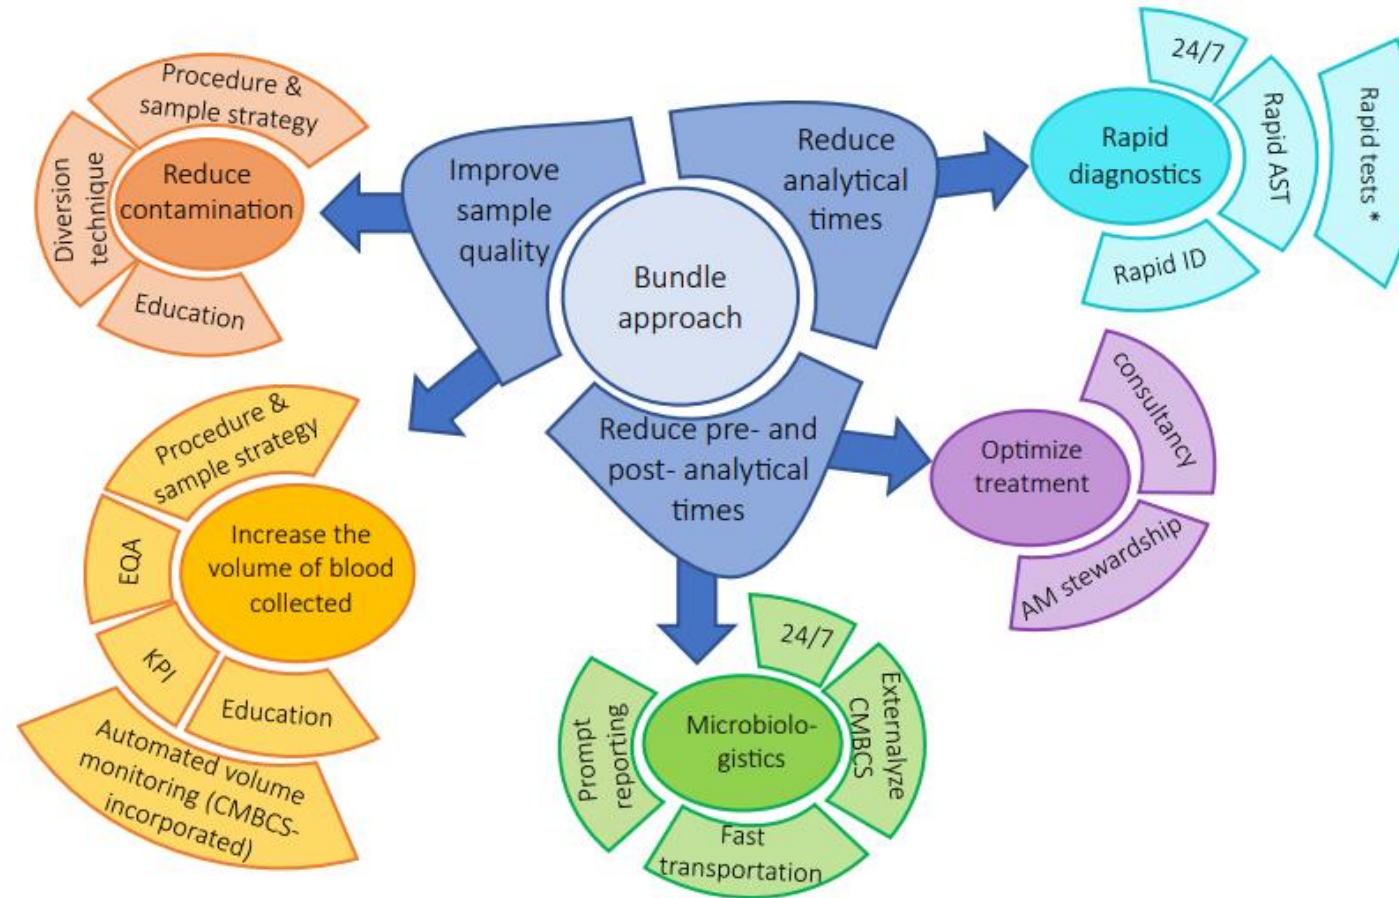 Bundle
approach
Improve
sample
quality
Reduce
contamination
Procedure &
sample strategy
Diversion
technique
Education
Increase the
volume of blood
collected
Procedure &
sample strategy
EQA
KPI
Education
Automated volume
monitoring (CMBCS-
incorporated)
Reduce
analytical
times
Rapid
diagnostics
24/7
Rapid AST
Rapid tests *
Rapid ID
Reduce pre- and
post- analytical
times
Optimize
treatment
consultancy
AM stewardship
Microbiolo-
gistics
24/7
Externalyze
CMBCS
Fast
transportation
Prompt
reporting